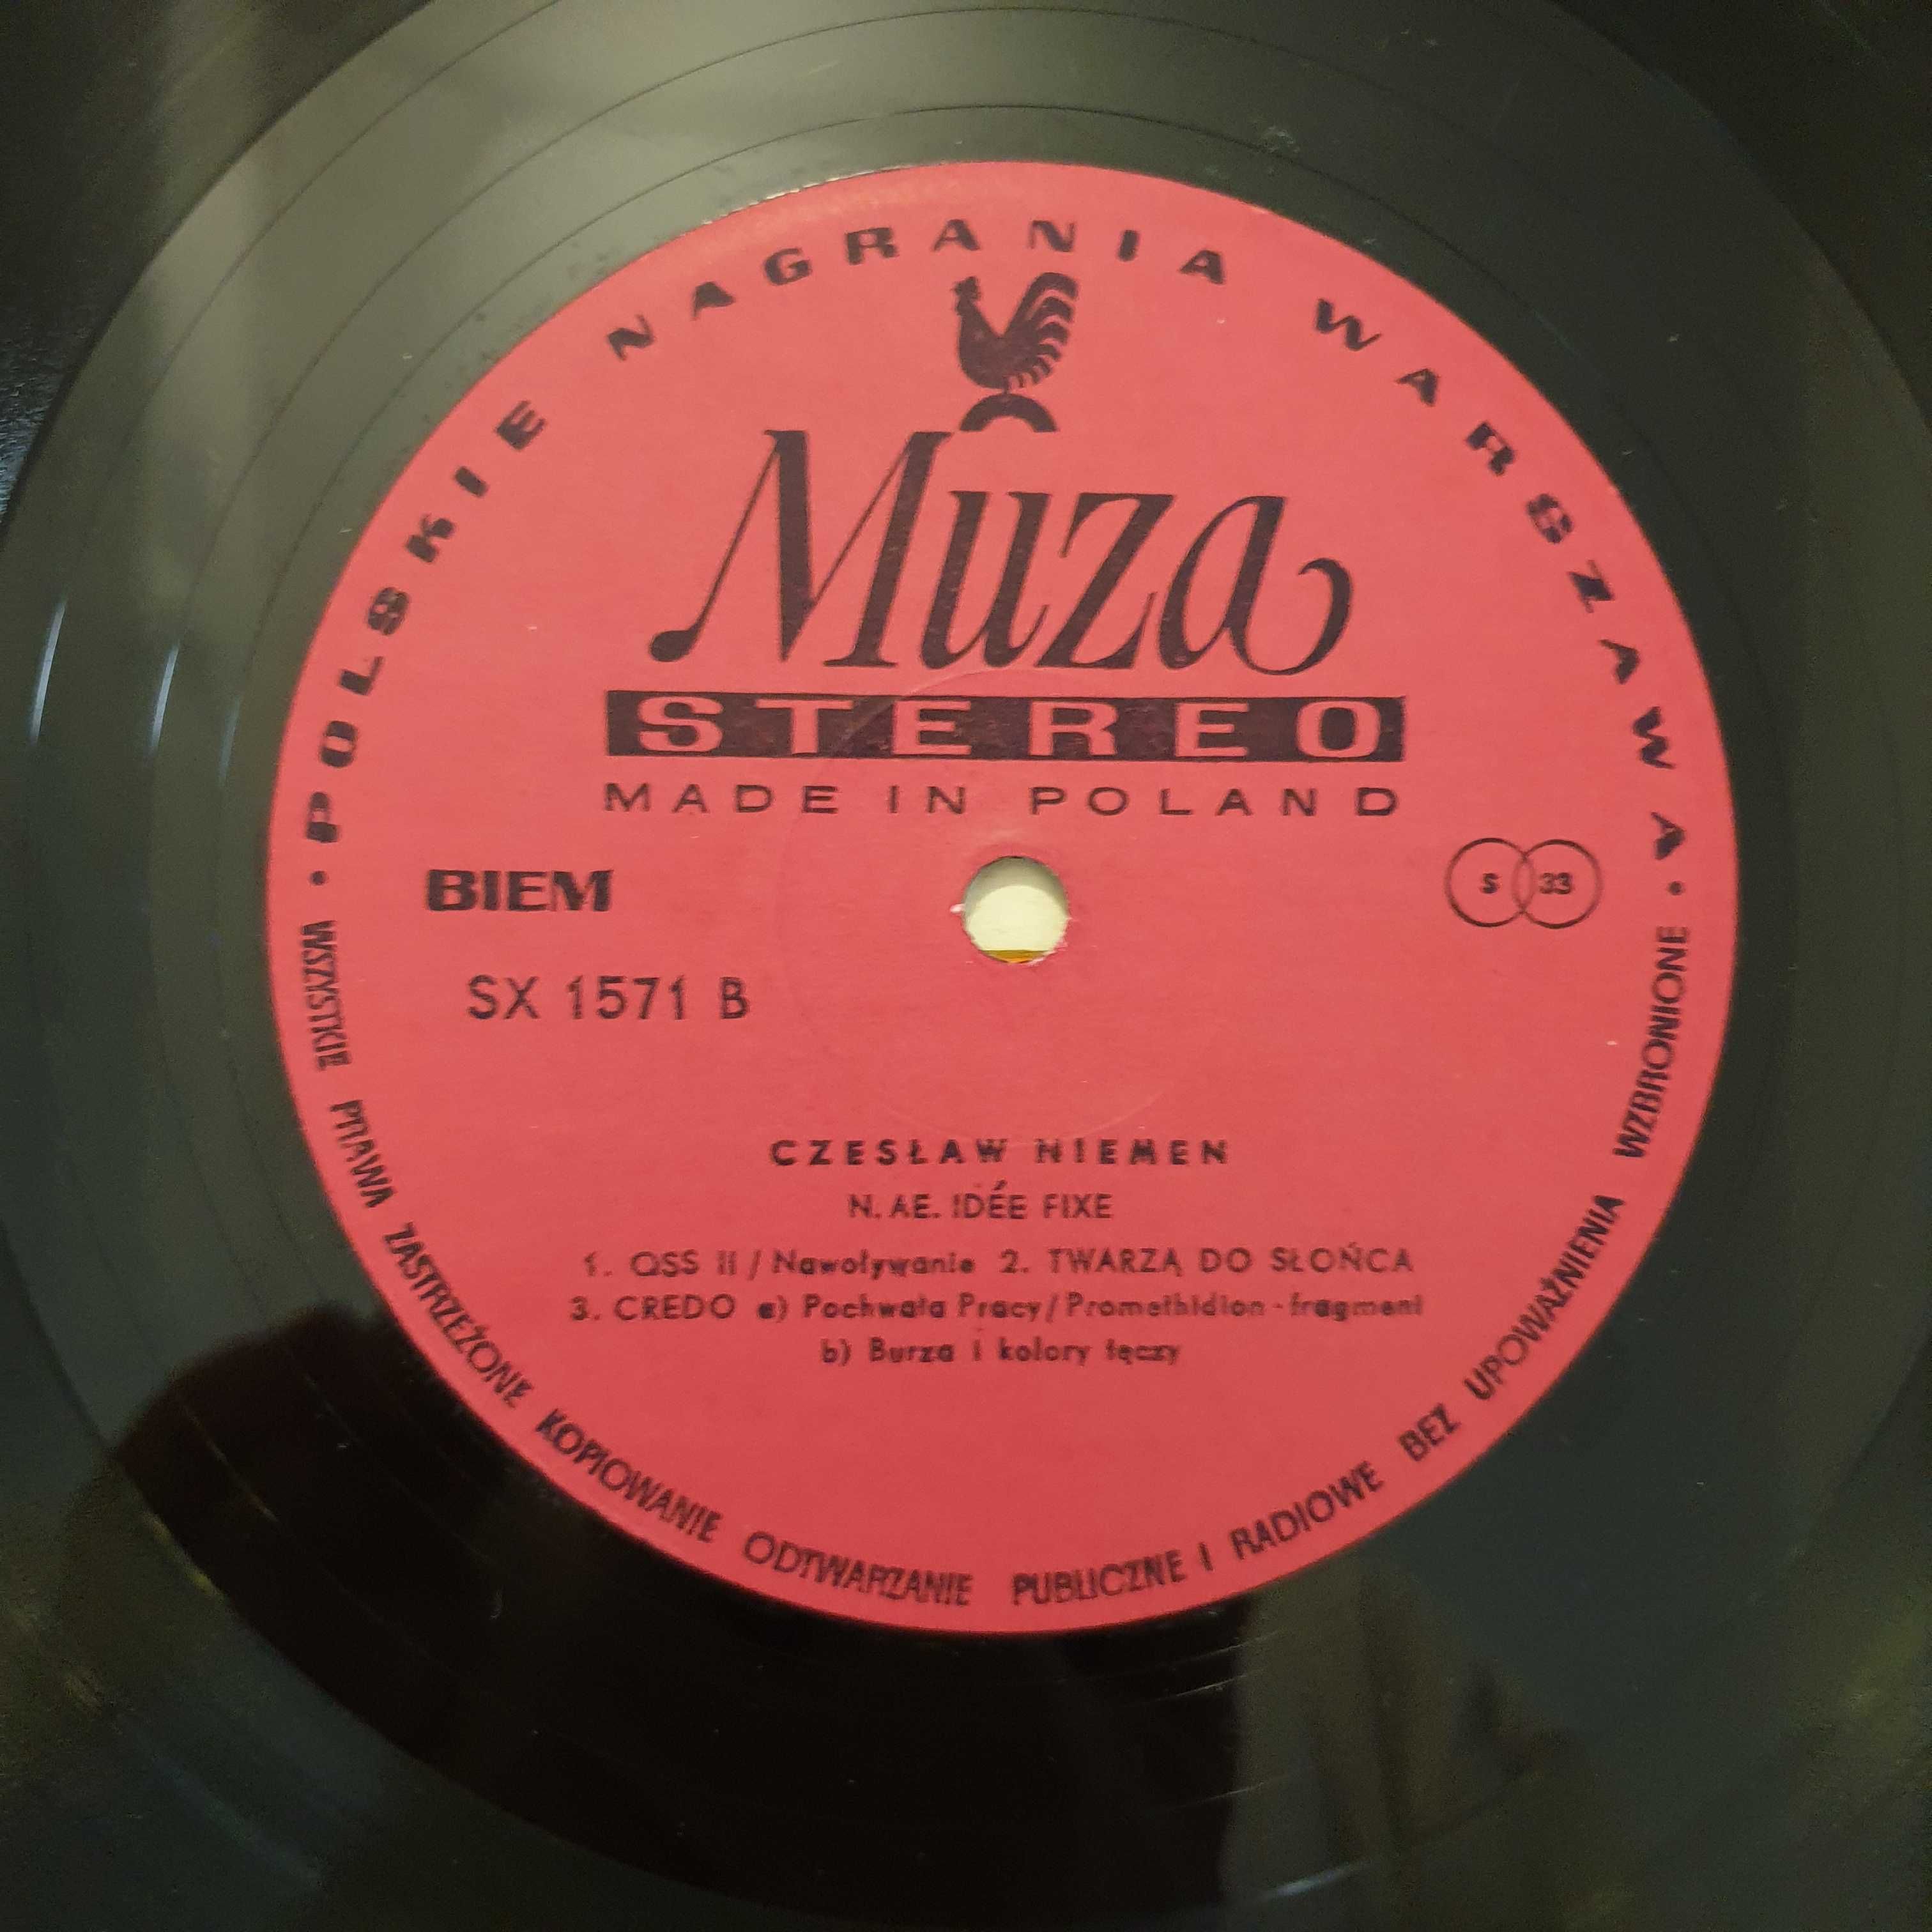 POLSKIE NAGRANIA WARSZAWA
Muza
STEREO
MADE IN POLAND
BIEM
S 33
SX 1571 B
CZESŁAW NIEMEN
N. AE. IDÉE FIXE
1. QSS II / Nawoływanie 2. TWARZĄ DO SŁOŃCA
3. CREDO a) Pochwała Pracy / Promethidion - fragment
b) Burza i kolory tęczy
• WSZYSTKIE PRAWA ZASTRZEŻONE KOPIOWANIE ODTWARZANIE PUBLICZNE I RADIOWE BEZ UPOWAŻNIENIA WZBRONIONE •